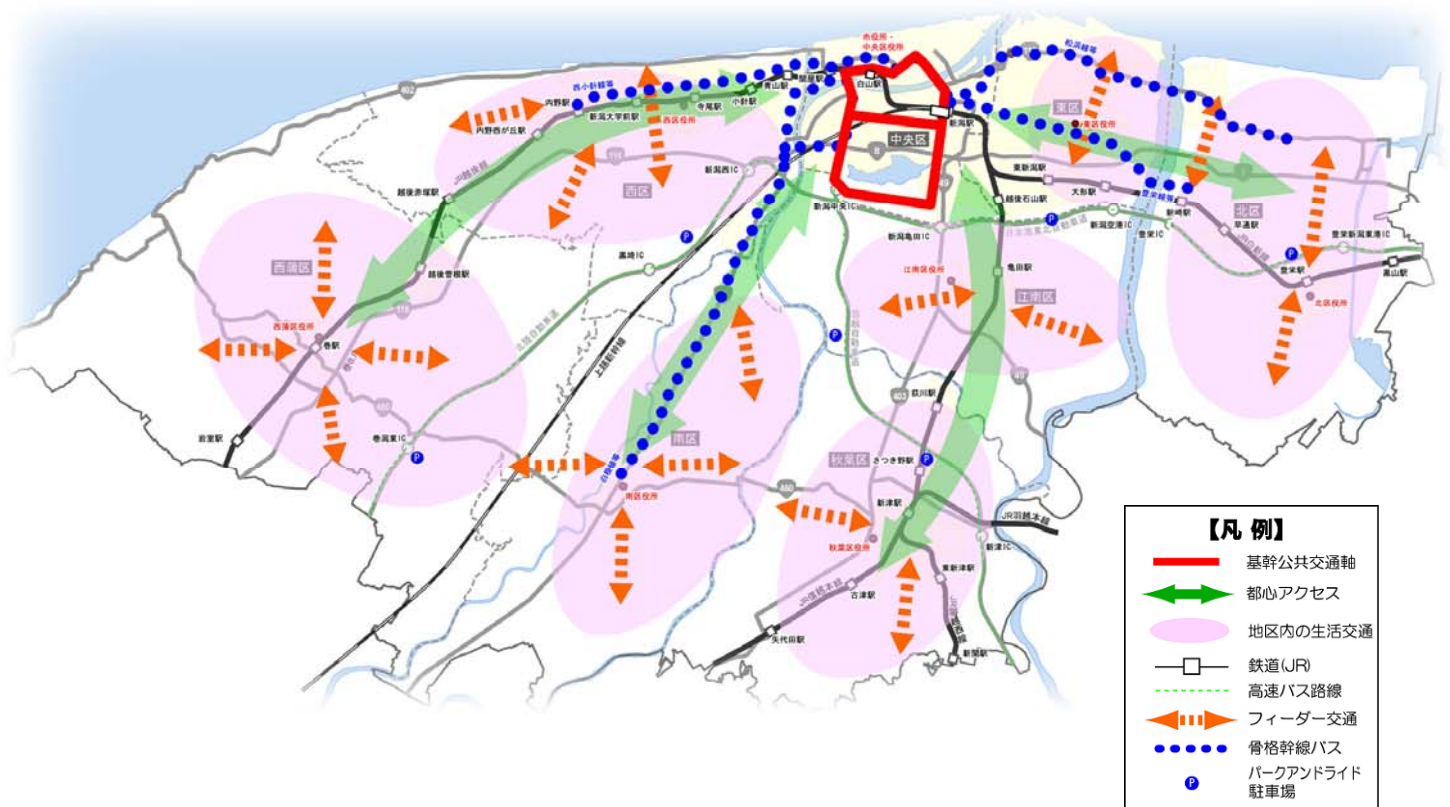 市役所・
中央区役所
松浜線等
西小針線等
関屋駅
白山駅
青山駅
小針駅
寺尾駅
新潟大学前駅
内野駅
内野西が丘駅
西区役所
新潟駅
東区
東区役所
中央区
402
116
8
49
7
JR越後線
西区
新潟西IC
新潟中央IC
越後赤塚駅
東新潟駅
大形駅
越後石山駅
豊栄線等
新崎駅
北区
早通駅
新潟亀田IC
新潟空港IC
豊栄IC
豊栄新潟東港IC
JR白新線
豊栄駅
黒山駅
北区役所
西蒲区
越後曽根駅
116
黒埼IC
P
P
P
P
P
P
江南区役所
亀田駅
江南区
西蒲区役所
巻駅
北陸自動車道
上越新幹線
磐越自動車道
403
460
岩室駅
巻潟東IC
白根線等
南区
南区役所
荻川駅
秋葉区
さつき野駅
460
新津駅
JR羽越本線
秋葉区役所
新津IC
東新津駅
古津駅
JR信越本線
矢代田駅
新関駅
【凡 例】
基幹公共交通軸
都心アクセス
地区内の生活交通
鉄道(JR)
高速バス路線
フィーダー交通
骨格幹線バス
P
パークアンドライド
駐車場